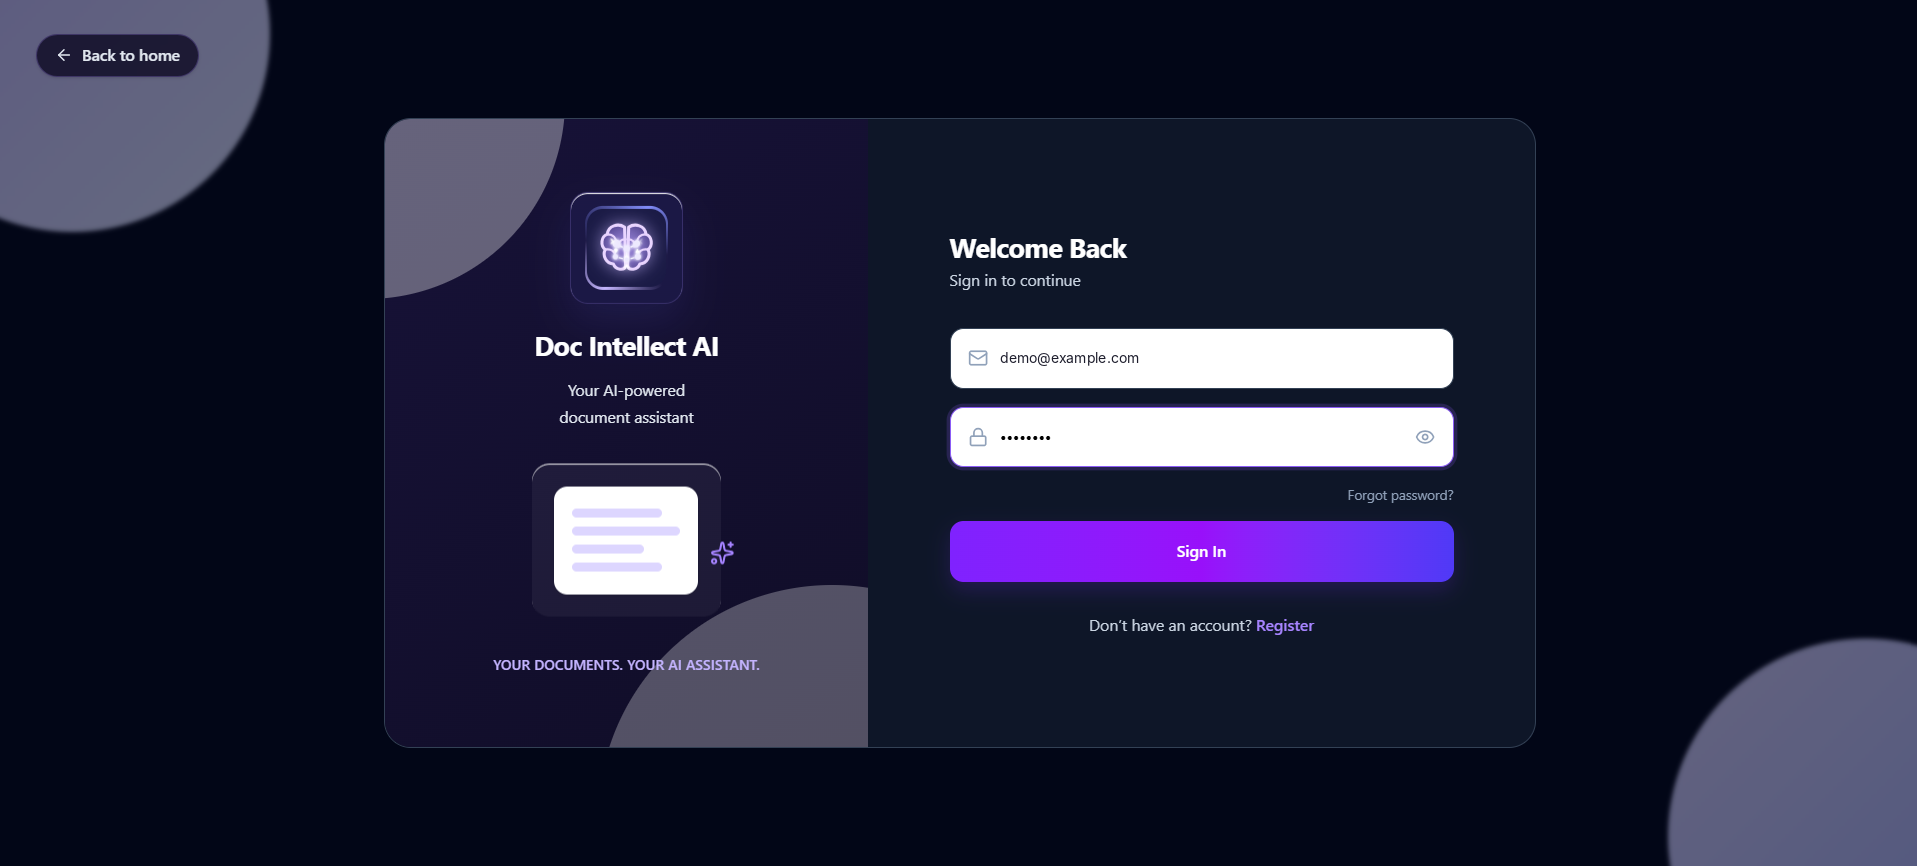 Back to home
Doc Intellect AI
Your AI-powered
document assistant
YOUR DOCUMENTS. YOUR AI ASSISTANT.
Welcome Back
Sign in to continue
demo@example.com
••••••••
Forgot password?
Sign In
Don’t have an account? Register